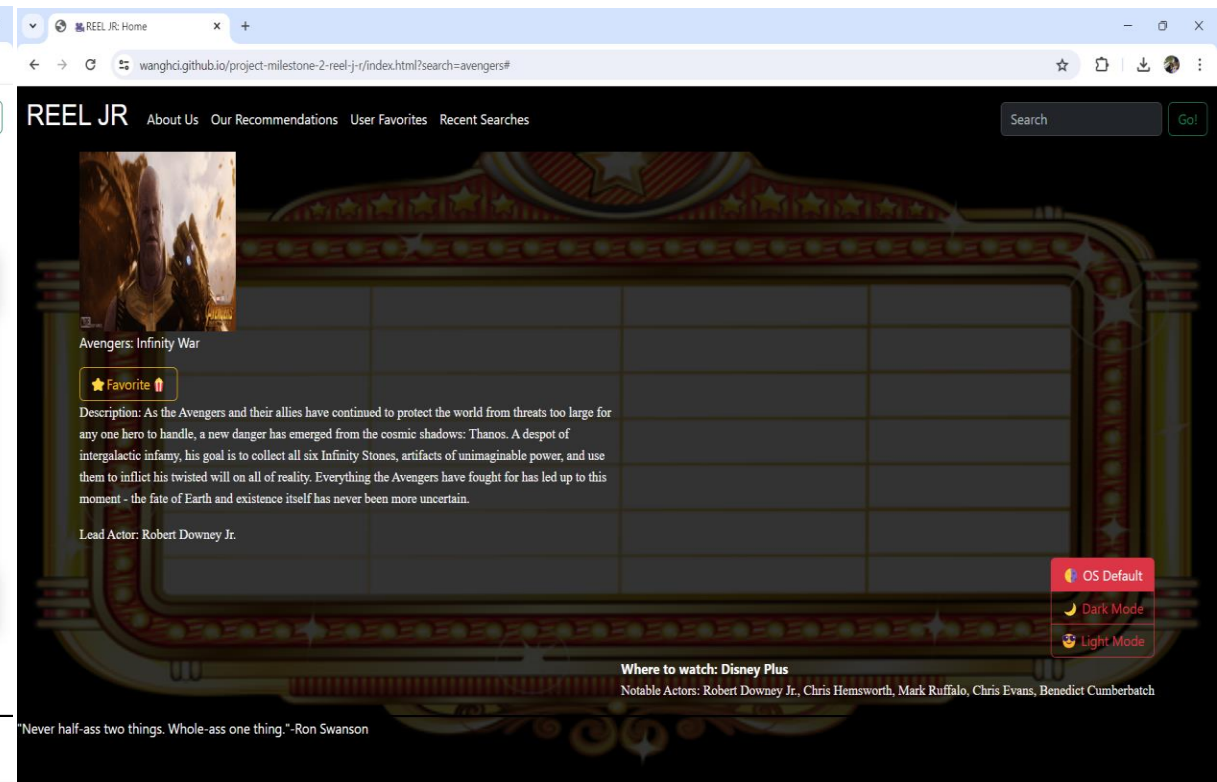 REEL JR: Home
wanghci.github.io/project-milestone-2-reel-j-r/index.html?search=avengers#
REEL JR About Us Our Recommendations User Favorites Recent Searches Search Go!
Avengers: Infinity War
Favorite
Description: As the Avengers and their allies have continued to protect the world from threats too large for
any one hero to handle, a new danger has emerged from the cosmic shadows: Thanos. A despot of
intergalactic infamy, his goal is to collect all six Infinity Stones, artifacts of unimaginable power, and use
them to inflict his twisted will on all of reality. Everything the Avengers have fought for has led up to this
moment - the fate of Earth and existence itself has never been more uncertain.
Lead Actor: Robert Downey Jr.
OS Default
Dark Mode
Light Mode
Where to watch: Disney Plus
Notable Actors: Robert Downey Jr., Chris Hemsworth, Mark Ruffalo, Chris Evans, Benedict Cumberbatch
"Never half-ass two things. Whole-ass one thing."-Ron Swanson